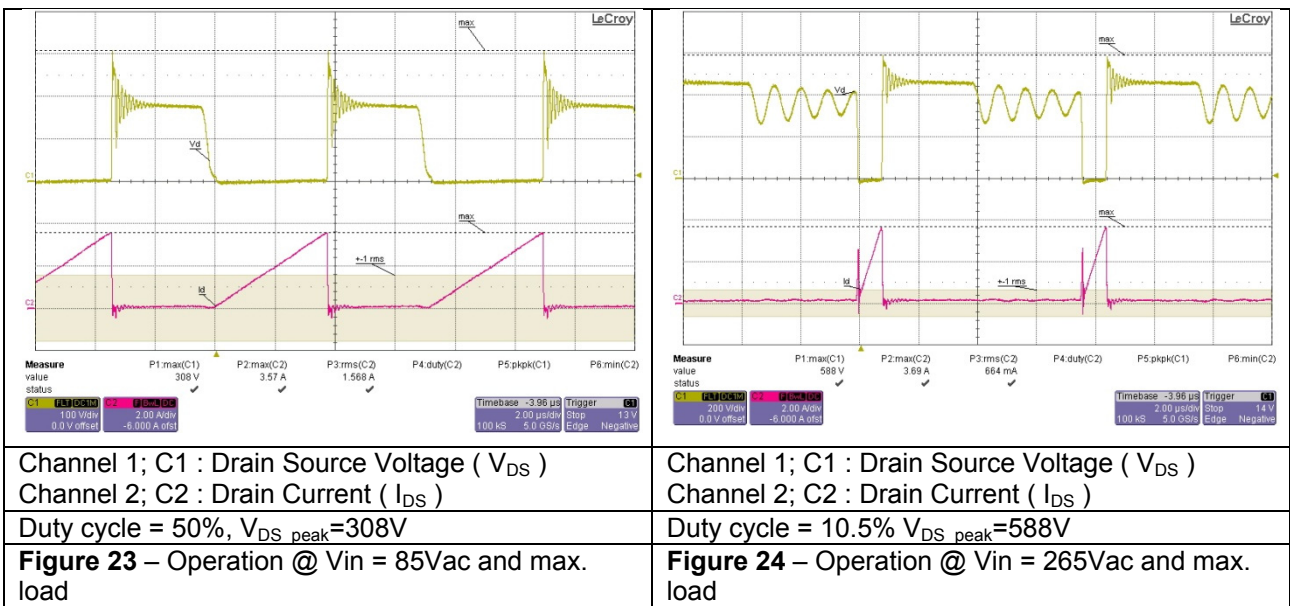 LeCroy
max
Vd
C1
max
+-1 rms
Id
C2
Measure P1:max(C1) P2:max(C2) P3:rms(C2) P4:duty(C2) P5:pkpk(C1) P6:min(C2)
value 308 V 3.57 A 1.568 A
status ✓ ✓ ✓
C1 FLT DC1M C2 F BwL DC Timebase -3.96 µs Trigger C1
100 V/div 2.00 A/div 2.00 µs/div Stop 13 V
0.0 V offset -6.000 A ofst 100 kS 5.0 GS/s Edge Negative
LeCroy
max
Vd
C1
max
Id
+-1 rms
C2
Measure P1:max(C1) P2:max(C2) P3:rms(C2) P4:duty(C2) P5:pkpk(C1) P6:min(C2)
value 588 V 3.69 A 664 mA
status ✓ ✓ ✓
C1 FLT DC1M C2 F BwL DC Timebase -3.96 µs Trigger C1
200 V/div 2.00 A/div 2.00 µs/div Stop 14 V
0.0 V offset -6.000 A ofst 100 kS 5.0 GS/s Edge Negative
Channel 1; C1 : Drain Source Voltage ( VDS )
Channel 2; C2 : Drain Current ( IDS )
Channel 1; C1 : Drain Source Voltage ( VDS )
Channel 2; C2 : Drain Current ( IDS )
Duty cycle = 50%, VDS_peak=308V
Duty cycle = 10.5% VDS_peak=588V
Figure 23 – Operation @ Vin = 85Vac and max.
load
Figure 24 – Operation @ Vin = 265Vac and max.
load